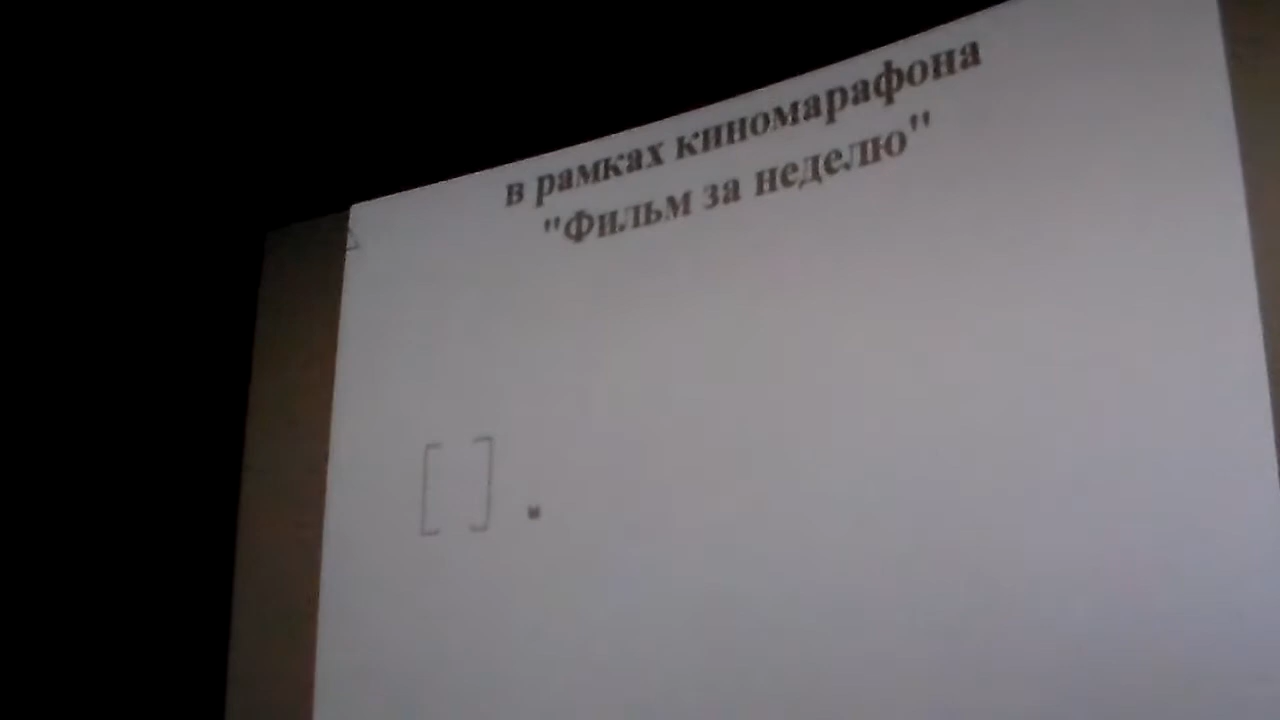 в рамках киномарафона
"Фильм за неделю"
[ ] .